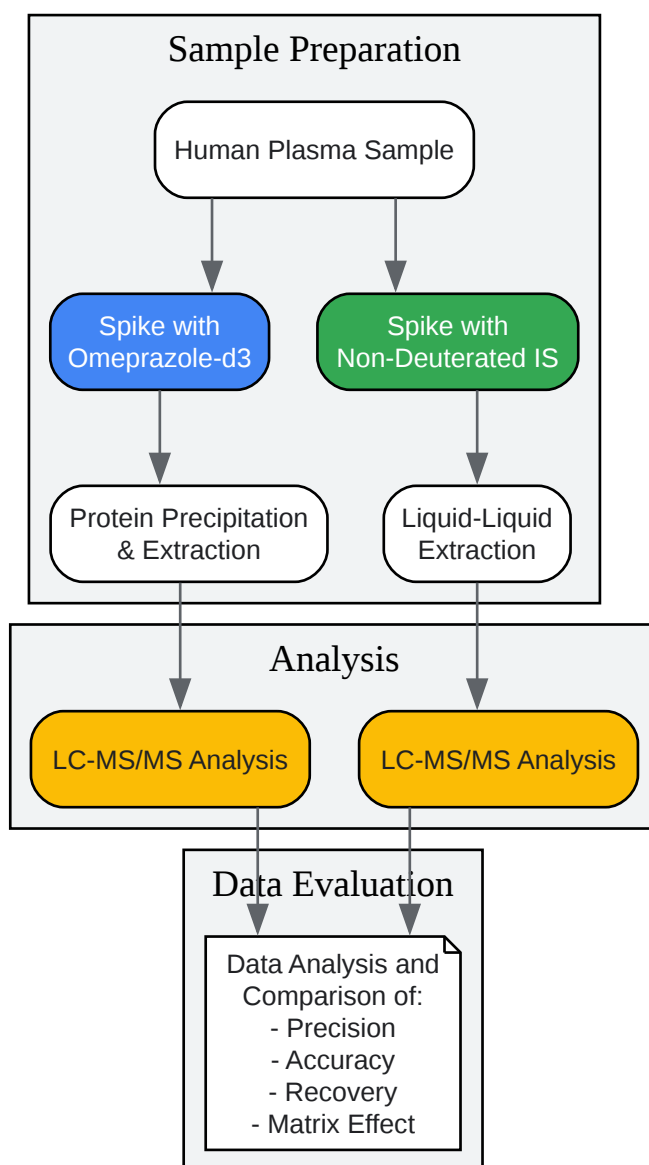 Sample Preparation
Human Plasma Sample
Spike with
Omeprazole-d3
Spike with
Non-Deuterated IS
Protein Precipitation
& Extraction
Liquid-Liquid
Extraction
Analysis
LC-MS/MS Analysis
LC-MS/MS Analysis
Data Evaluation
Data Analysis and
Comparison of:
- Precision
- Accuracy
- Recovery
- Matrix Effect